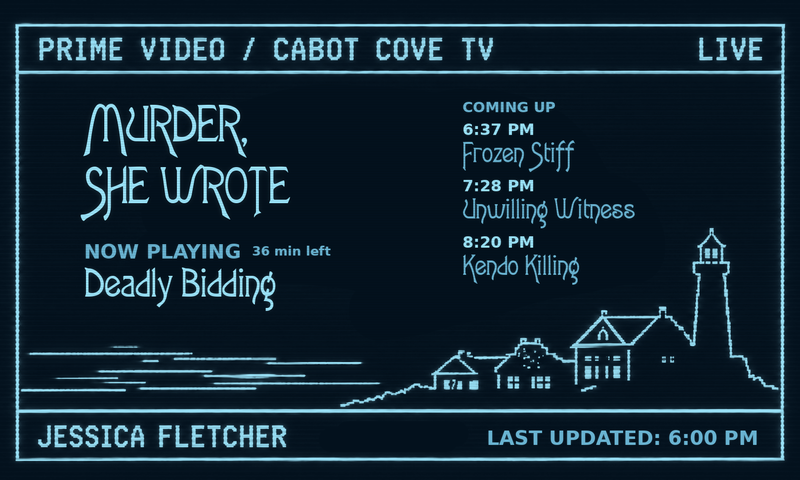 PRIME VIDEO / CABOT COVE TV
LIVE
MURDER,
SHE WROTE
NOW PLAYING 36 min left
Deadly Bidding
COMING UP
6:37 PM
Frozen Stiff
7:28 PM
Unwilling Witness
8:20 PM
Kendo Killing
JESSICA FLETCHER
LAST UPDATED: 6:00 PM